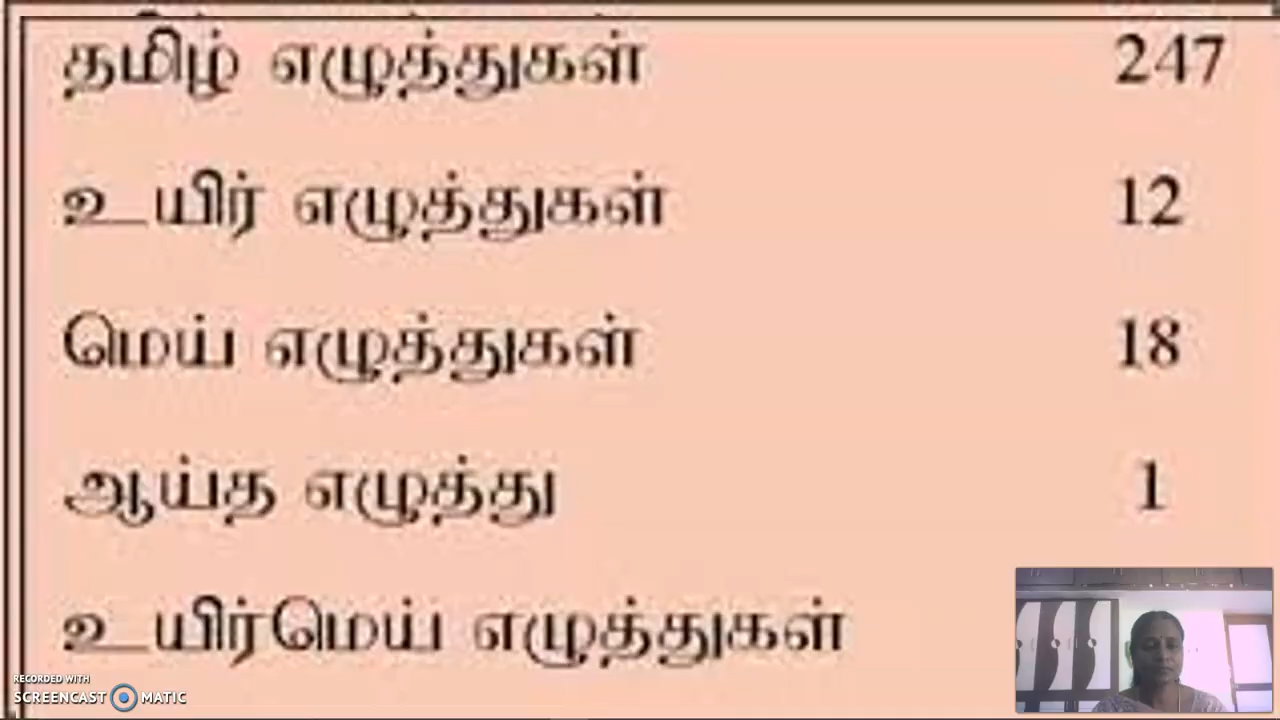 தமிழ் எழுத்துகள் 247
உயிர் எழுத்துகள் 12
மெய் எழுத்துகள் 18
ஆய்த எழுத்து 1
உயிர்மெய் எழுத்துகள்
RECORDED WITH
SCREENCAST MATIC